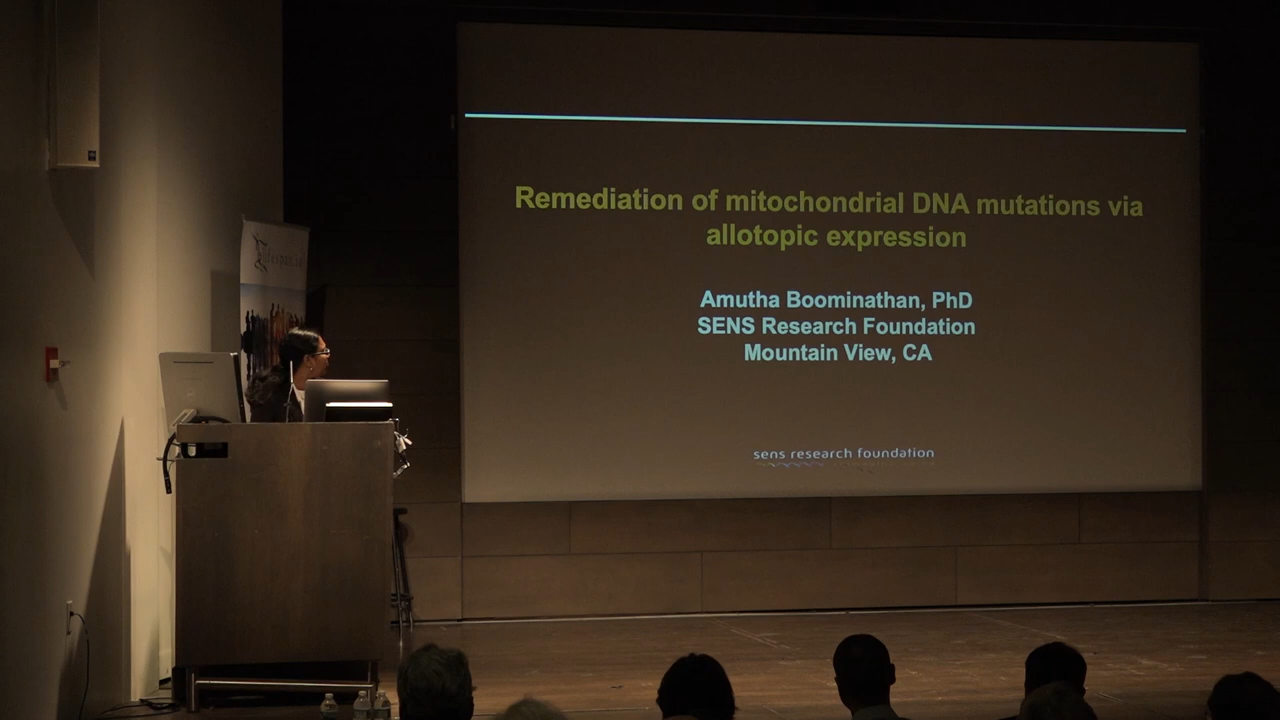 Remediation of mitochondrial DNA mutations via
allotopic expression
Amutha Boominathan, PhD
SENS Research Foundation
Mountain View, CA
sens research foundation